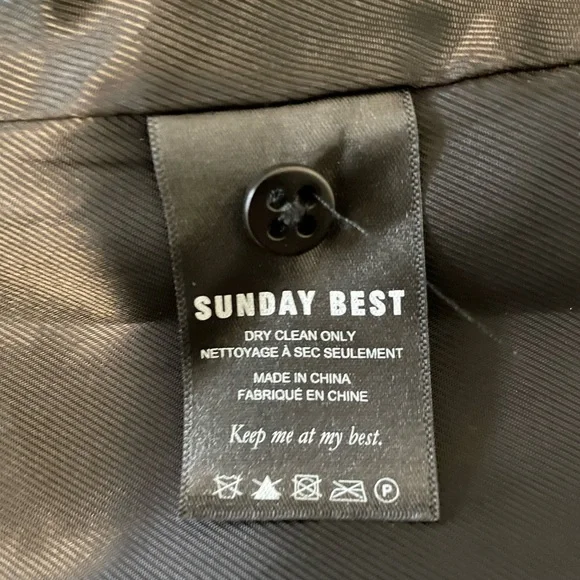 SUNDAY BEST
DRY CLEAN ONLY
NETTOYAGE À SEC SEULEMENT
MADE IN CHINA
FABRIQUÉ EN CHINE
Keep me at my best.
P